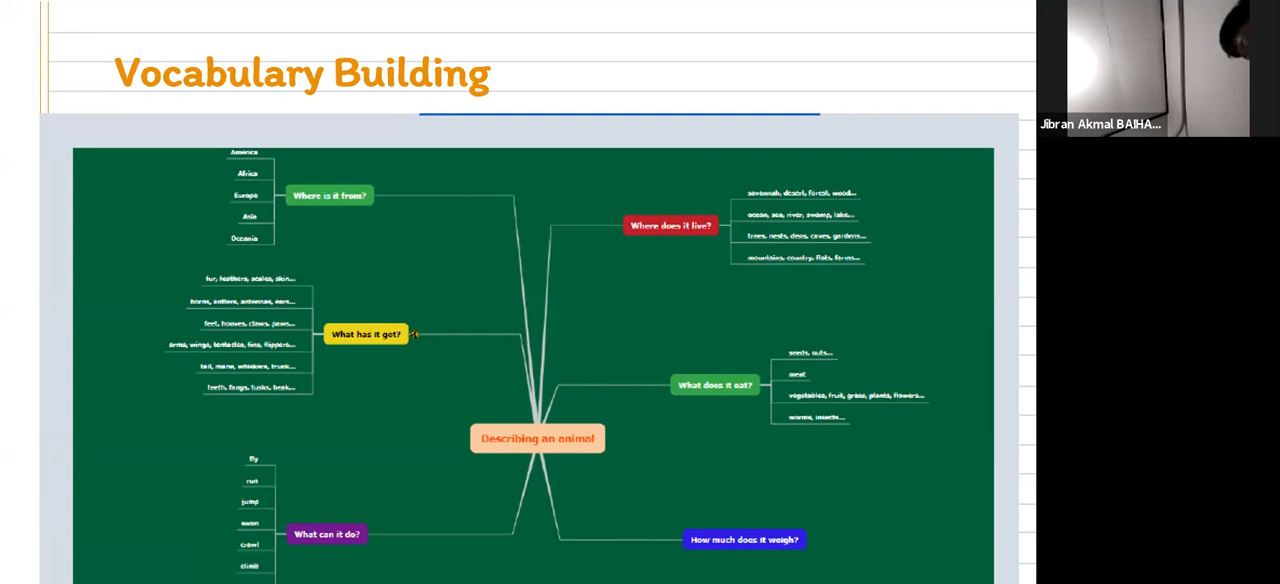 Vocabulary Building
Jibran Akmal BAIHA...
America
Africa
Europe
Asia
Oceania
Where is it from?
Where does it live?
savannah, desert, forest, wood...
ocean, sea, river, swamp, lake...
trees, nests, dens, caves, gardens...
mountains, country, flats, farms...
fur, feathers, scales, skin...
horns, antlers, antennas, ears...
feet, hooves, claws, paws...
arms, wings, tentacles, fins, flippers...
tail, mane, whiskers, trunk...
teeth, fangs, tusks, beak...
What has it got?
What does it eat?
seeds, nuts...
meat
vegetables, fruit, grass, plants, flowers...
worms, insects...
Describing an animal
fly
run
jump
swim
crawl
climb
What can it do?
How much does it weigh?